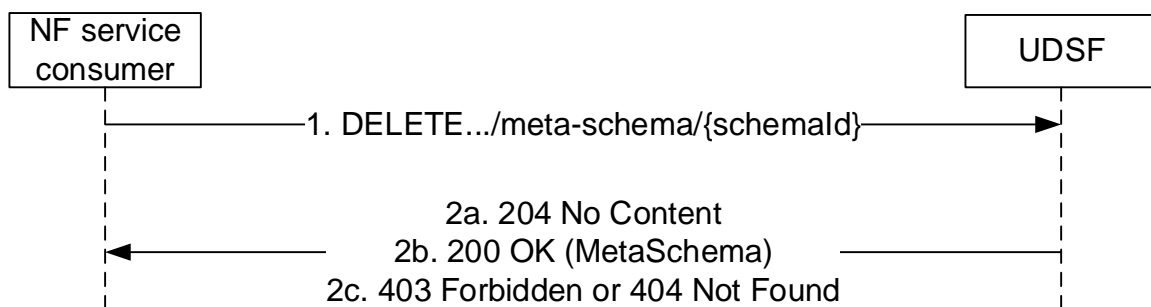 NF service
consumer
UDSF
1. DELETE.../meta-schema/{schemaId}
2a. 204 No Content
2b. 200 OK (MetaSchema)
2c. 403 Forbidden or 404 Not Found